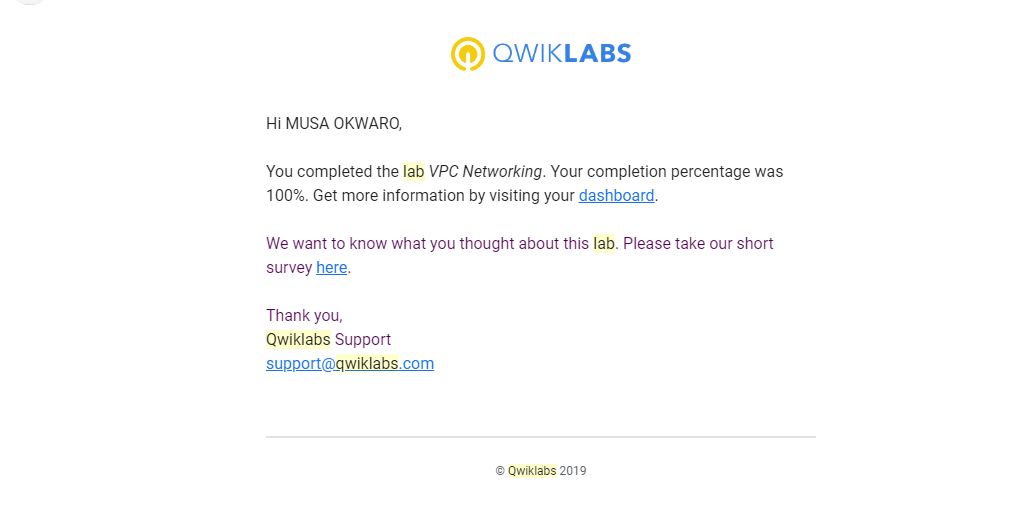 QWIKLABS
Hi MUSA OKWARO,
You completed the lab VPC Networking. Your completion percentage was
100%. Get more information by visiting your dashboard.
We want to know what you thought about this lab. Please take our short
survey here.
Thank you,
Qwiklabs Support
support@qwiklabs.com
© Qwiklabs 2019